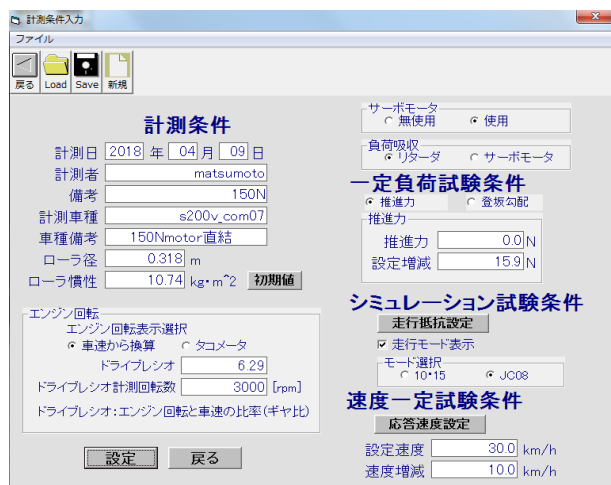 計測条件入力
ファイル
戻る Load Save 新規
計測条件
計測日 2018 年 04 月 09 日
計測者 matsumoto
備考 150N
計測車種 s200v_com07
車種備考 150Nmotor直結
ローラ径 0.318 m
ローラ慣性 10.74 kg・m^2 初期値
エンジン回転
エンジン回転表示選択
車速から換算 タコメータ
ドライブレシオ 6.29
ドライブレシオ計測回転数 3000 [rpm]
ドライブレシオ:エンジン回転と車速の比率(ギヤ比)
設定 戻る
サーボモータ
無使用 使用
負荷吸収
リターダ サーボモータ
一定負荷試験条件
推進力 登坂勾配
推進力
推進力 0.0 N
設定増減 15.9 N
シミュレーション試験条件
走行抵抗設定
走行モード表示
モード選択
10・15 JC08
速度一定試験条件
応答速度設定
設定速度 30.0 km/h
速度増減 10.0 km/h